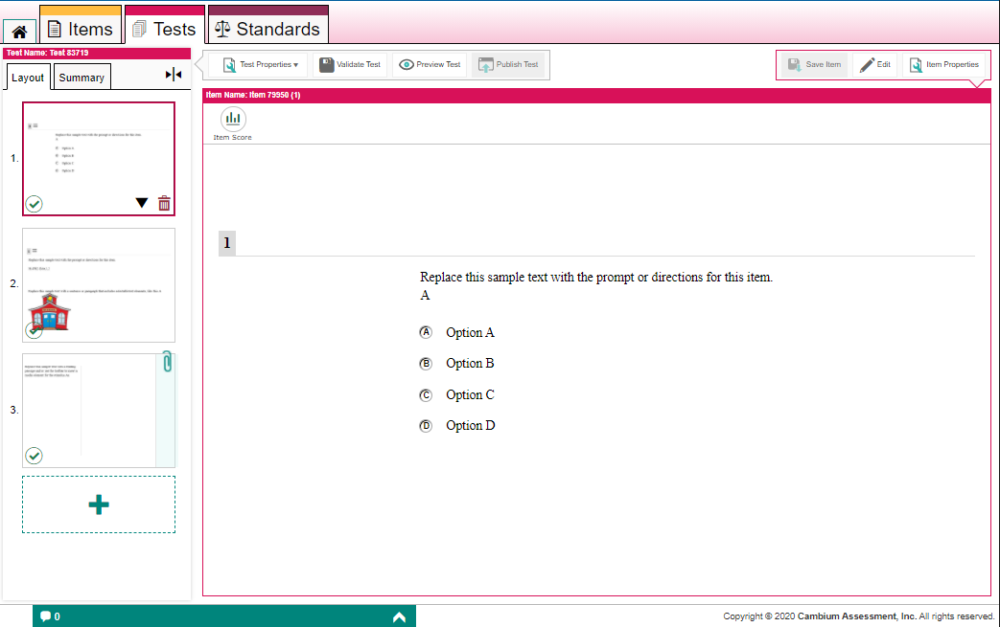 Items
Tests
Standards
Test Name: Test 83719
Layout
Summary
Test Properties
Validate Test
Preview Test
Publish Test
Save Item
Edit
Item Properties
Item Name: Item 79950 (1)
Item Score
1.
2.
3.
1
Replace this sample text with the prompt or directions for this item.
A
A Option A
B Option B
C Option C
D Option D
0
Copyright © 2020 Cambium Assessment, Inc. All rights reserved.